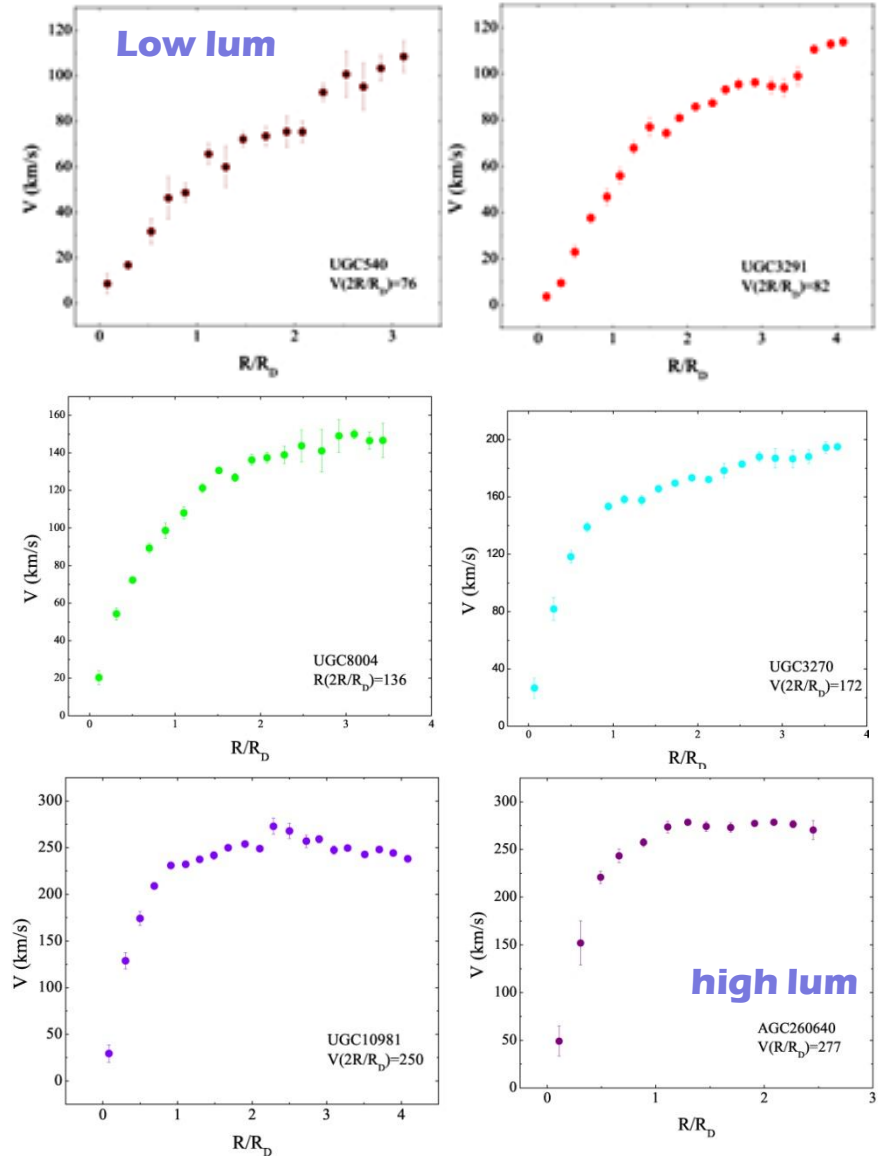 Low lum
120
100
80
60
40
20
0
V (km/s)
UGC540
V(2R/R_D)=76
0 1 2 3
R/R_D
120
100
80
60
40
20
0
V (km/s)
UGC3291
V(2R/R_D)=82
0 1 2 3 4
R/R_D
160
140
120
100
80
60
40
20
0
V (km/s)
UGC8004
R(2R/R_D)=136
0 1 2 3 4
R/R_D
200
160
120
80
40
0
V (km/s)
UGC3270
V(2R/R_D)=172
0 1 2 3 4
R/R_D
300
250
200
150
100
50
0
V (km/s)
UGC10981
V(2R/R_D)=250
0 1 2 3 4
R/R_D
300
250
200
150
100
50
0
V (km/s)
high lum
AGC260640
V(R/R_D)=277
0 1 2 3
R/R_D